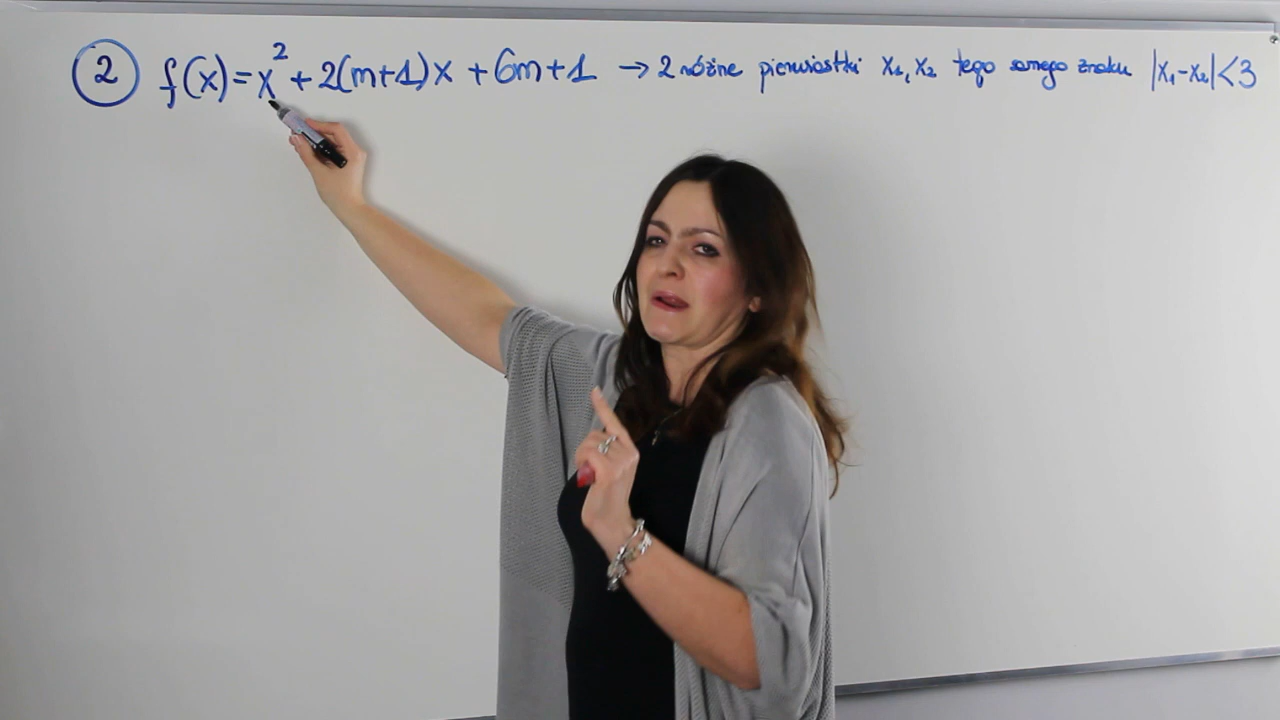 2 f(x)=x²+2(m+1)x+6m+1 → 2 różne pierwiastki x₁, x₂ tego samego znaku |x₁-x₂|<3